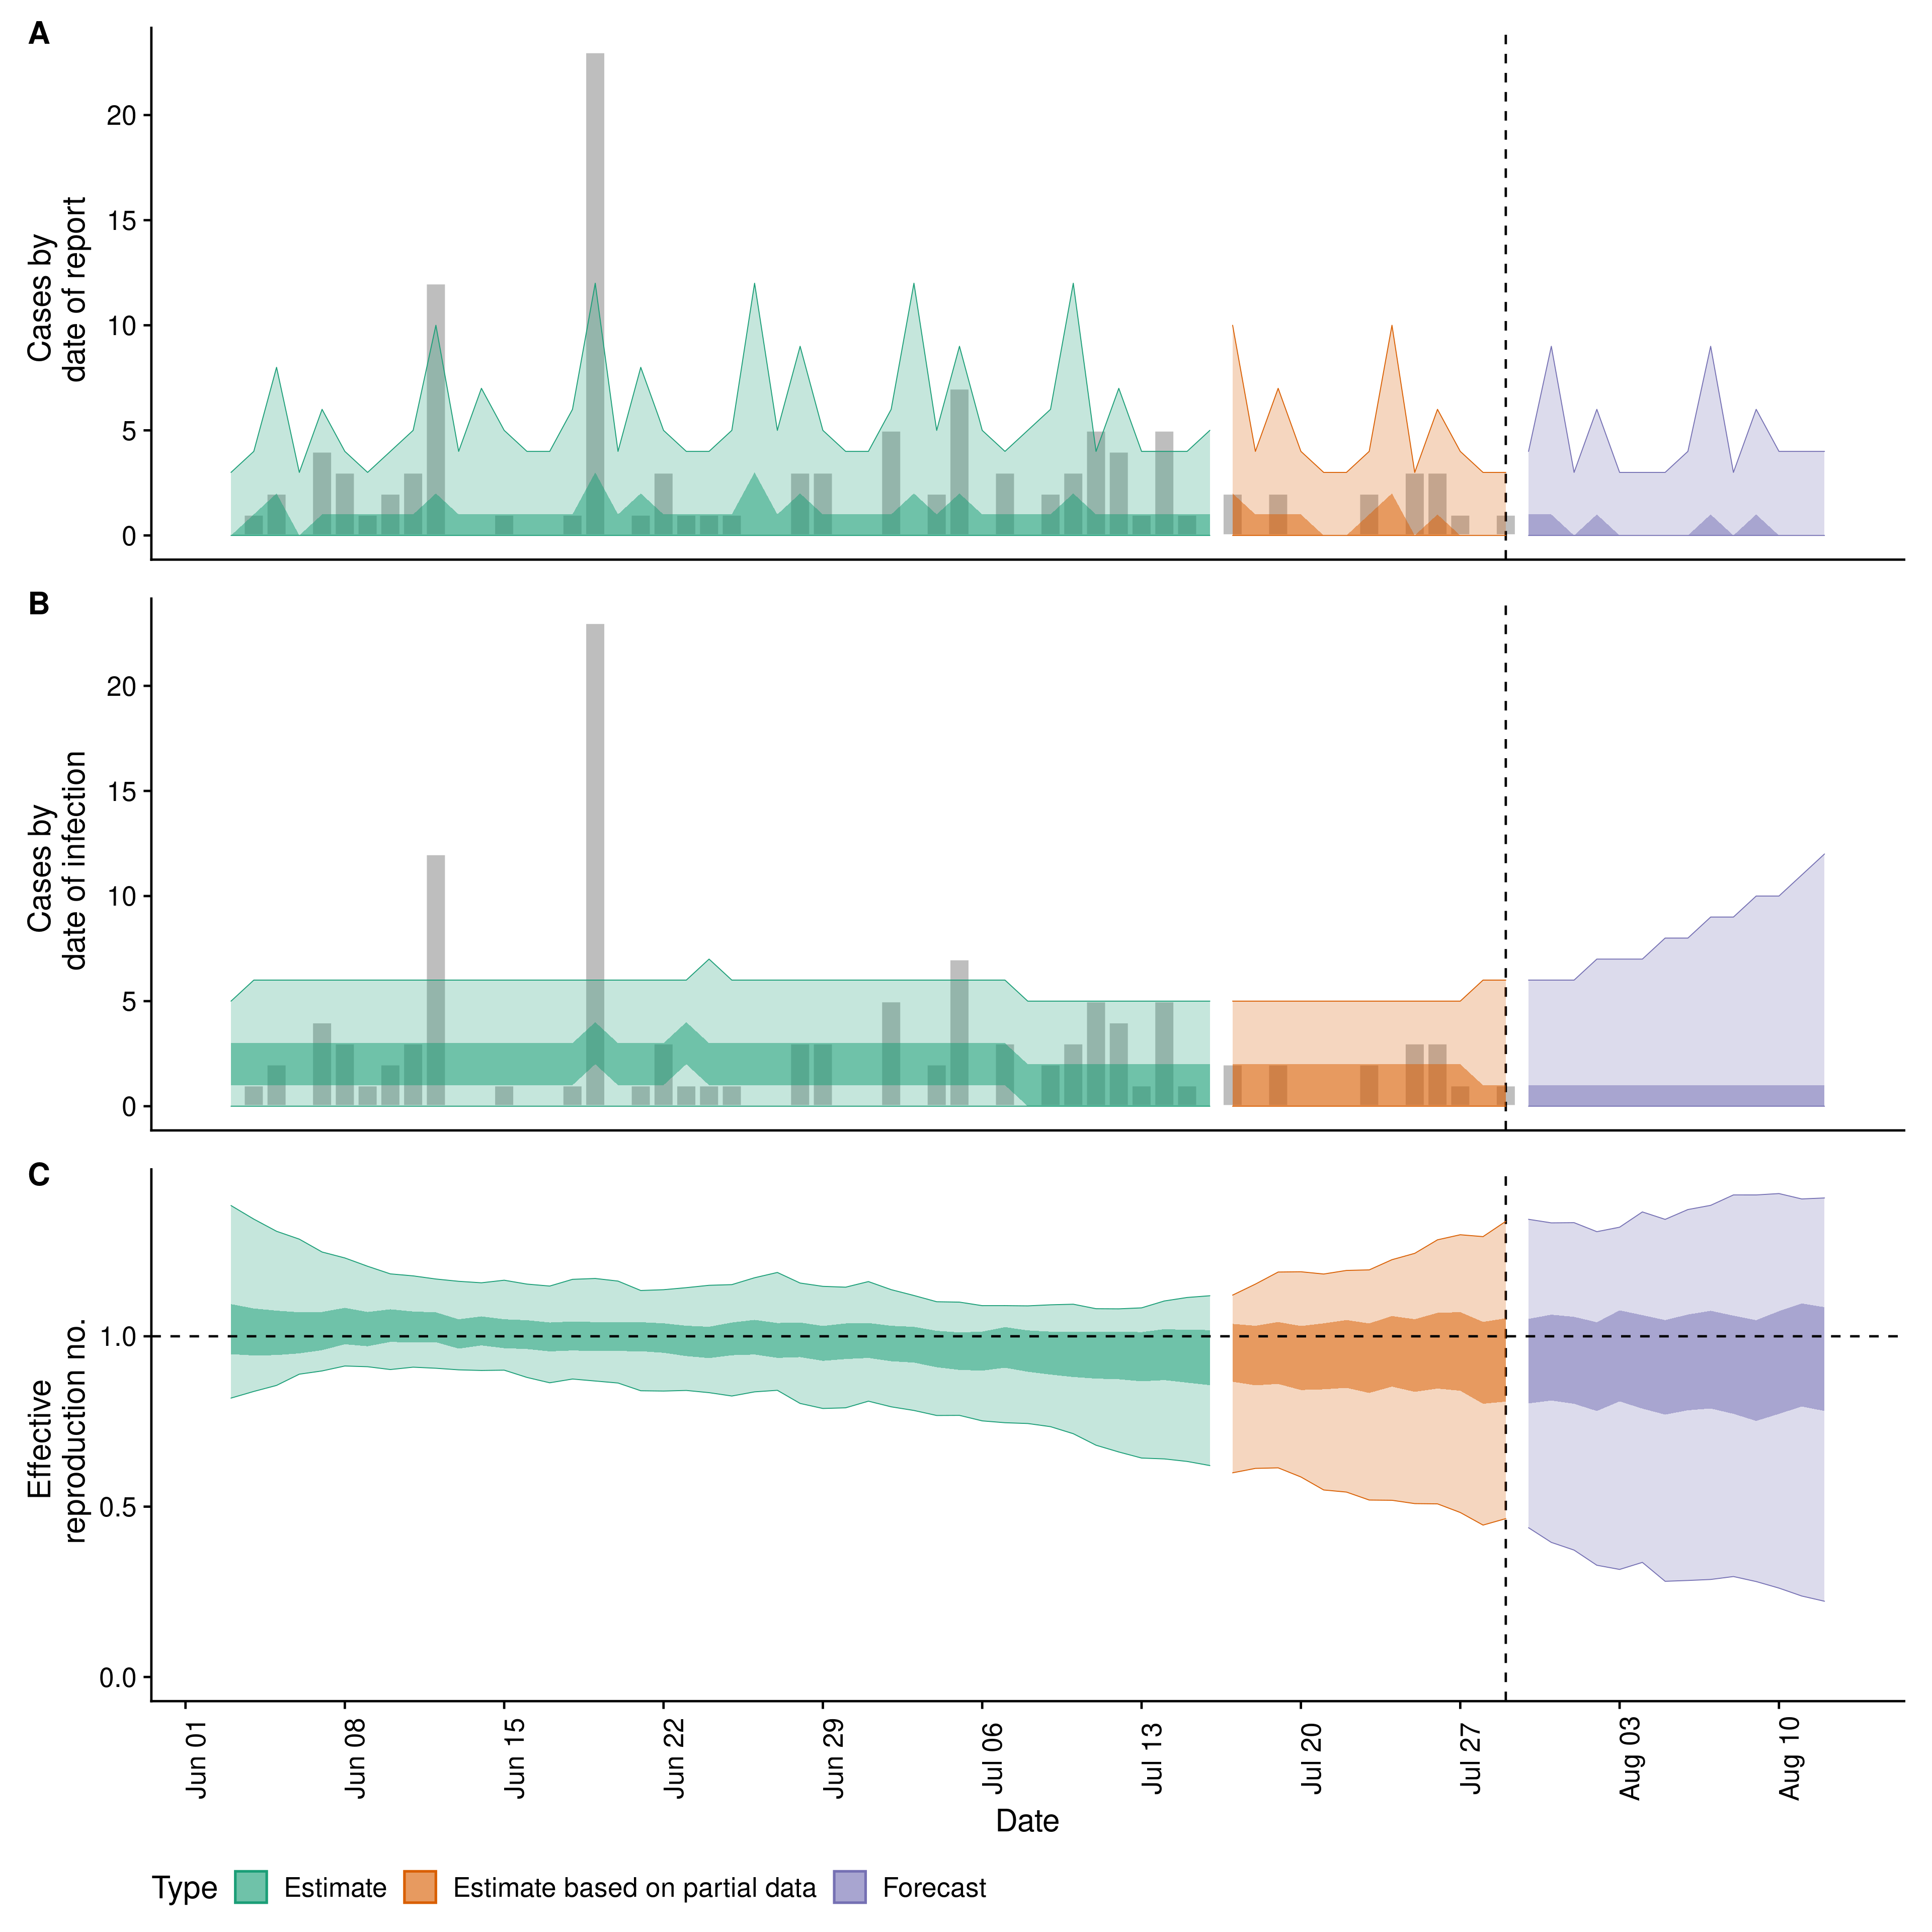 A
20
15
10
5
0
Cases by
date of report
B
20
15
10
5
0
Cases by
date of infection
C
1.0
0.5
0.0
Effective
reproduction no.
Jun 01
Jun 08
Jun 15
Jun 22
Jun 29
Jul 06
Jul 13
Jul 20
Jul 27
Aug 03
Aug 10
Date
Type Estimate Estimate based on partial data Forecast